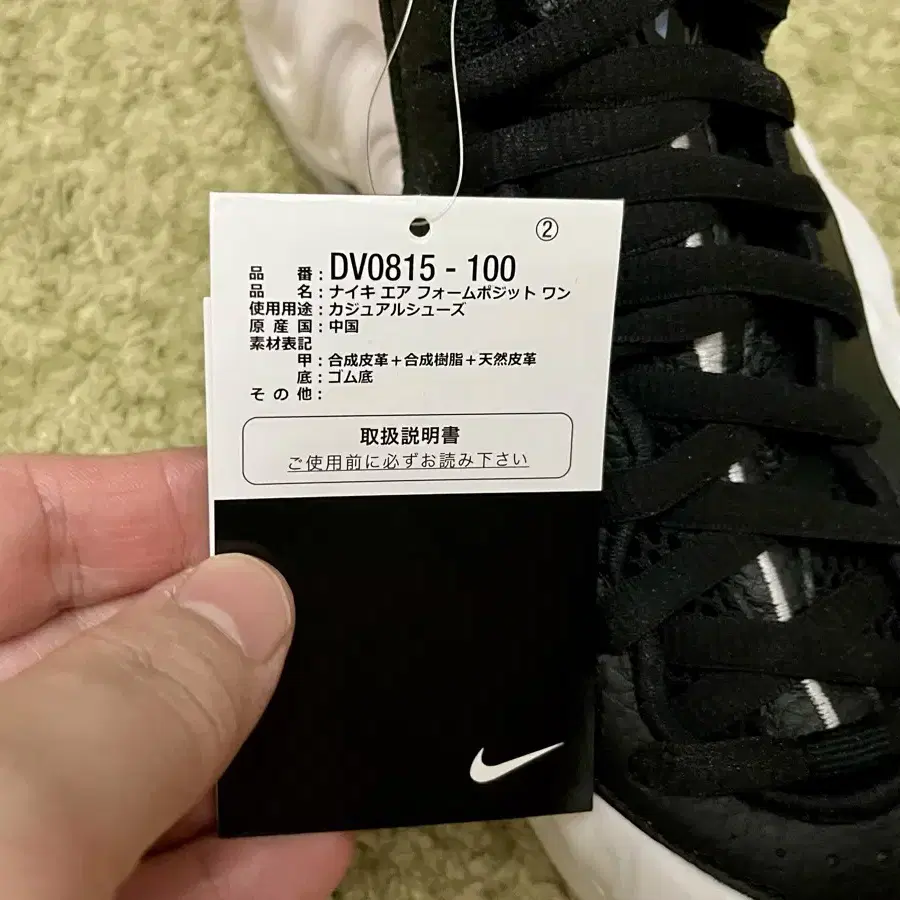 ②
品番：DV0815 - 100
品名：ナイキ エア フォームポジット ワン
使用用途：カジュアルシューズ
原産国：中国
素材表記
甲：合成皮革＋合成樹脂＋天然皮革
底：ゴム底
その他：
取扱説明書
ご使用前に必ずお読み下さい